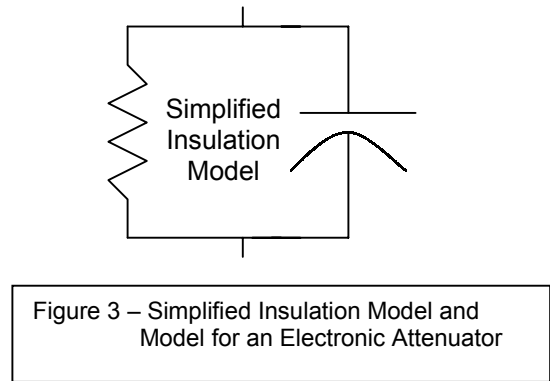 Simplified
Insulation
Model
Figure 3 – Simplified Insulation Model and
Model for an Electronic Attenuator